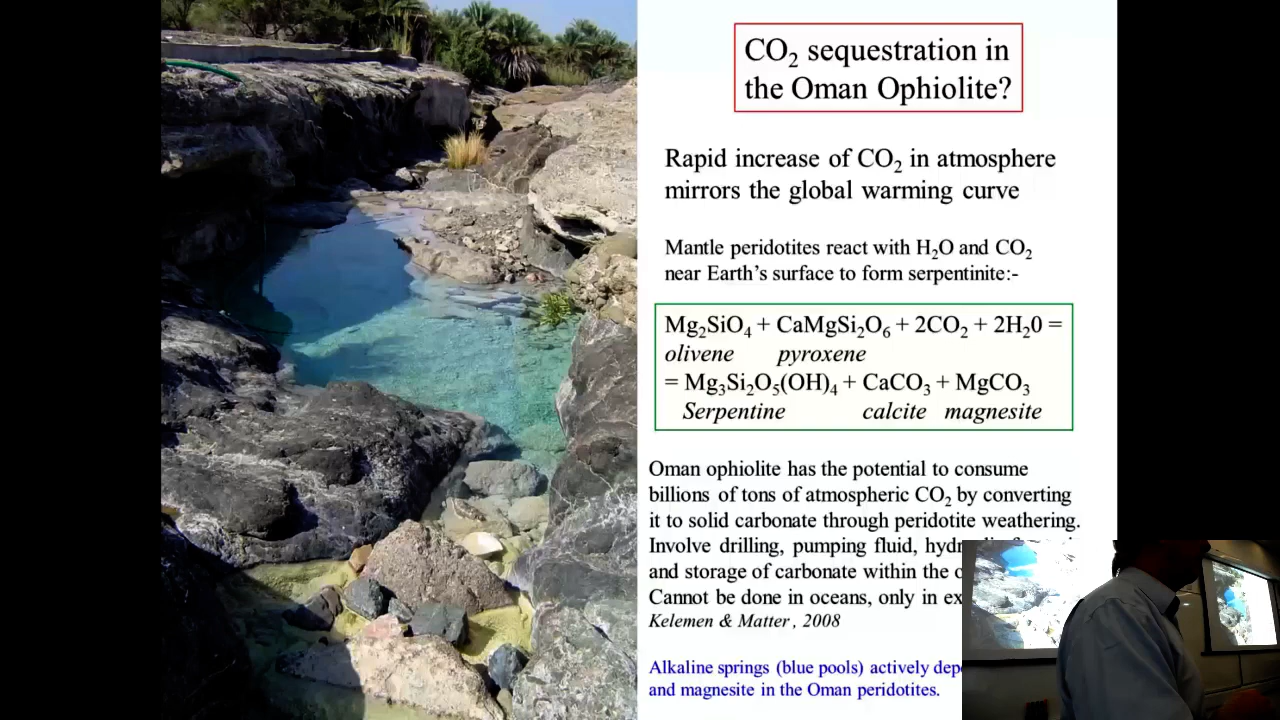 CO₂ sequestration in
the Oman Ophiolite?
Rapid increase of CO₂ in atmosphere
mirrors the global warming curve
Mantle peridotites react with H₂O and CO₂
near Earth's surface to form serpentinite:-
Mg₂SiO₄ + CaMgSi₂O₆ + 2CO₂ + 2H₂0 =
olivene pyroxene
= Mg₃Si₂O₅(OH)₄ + CaCO₃ + MgCO₃
Serpentine calcite magnesite
Oman ophiolite has the potential to consume
billions of tons of atmospheric CO₂ by converting
it to solid carbonate through peridotite weathering.
Involve drilling, pumping fluid,
and storage of carbonate within the
Cannot be done in oceans, only in
Kelemen & Matter , 2008
Alkaline springs (blue pools) actively
and magnesite in the Oman peridotites.